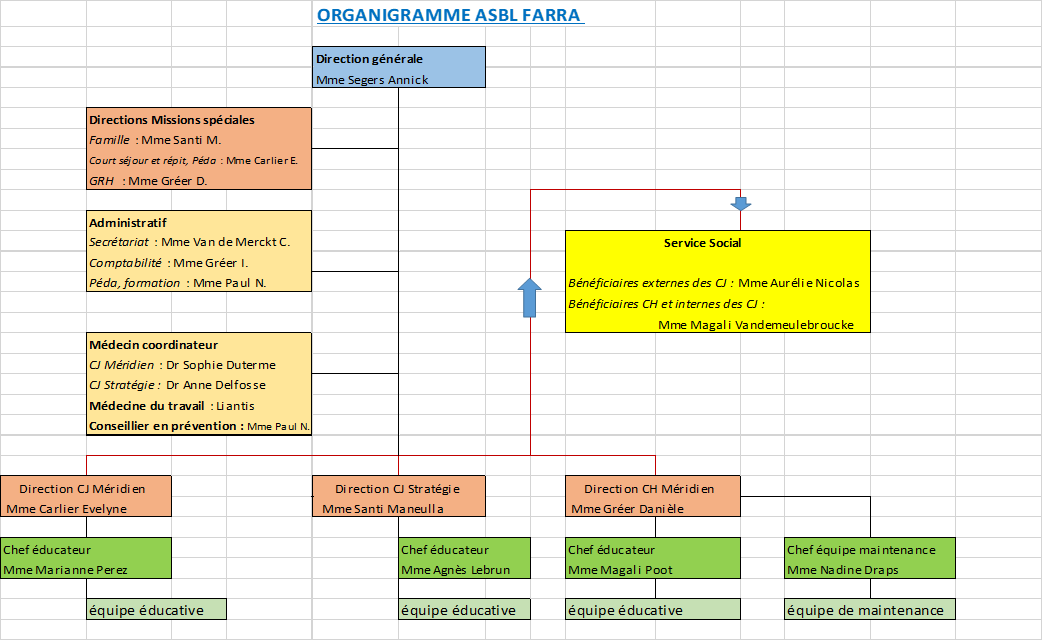 ORGANIGRAMME ASBL FARRA
Direction générale
Mme Segers Annick
Directions Missions spéciales
Famille : Mme Santi M.
Court séjour et répit, Péda : Mme Carlier E.
GRH : Mme Gréer D.
Administratif
Secrétariat : Mme Van de Merckt C.
Comptabilité : Mme Gréer I.
Péda, formation : Mme Paul N.
Service Social
Bénéficiaires externes des CJ : Mme Aurélie Nicolas
Bénéficiaires CH et internes des CJ :
Mme Magali Vandemeulebroucke
Médecin coordinateur
CJ Méridien : Dr Sophie Duterme
CJ Stratégie : Dr Anne Delfosse
Médecine du travail : Liantis
Conseillier en prévention : Mme Paul N.
Direction CJ Méridien
Mme Carlier Evelyne
Direction CJ Stratégie
Mme Santi Maneulla
Direction CH Méridien
Mme Gréer Danièle
Chef éducateur
Mme Marianne Perez
Chef éducateur
Mme Agnès Lebrun
Chef éducateur
Mme Magali Poot
Chef équipe maintenance
Mme Nadine Draps
équipe éducative
équipe éducative
équipe éducative
équipe de maintenance